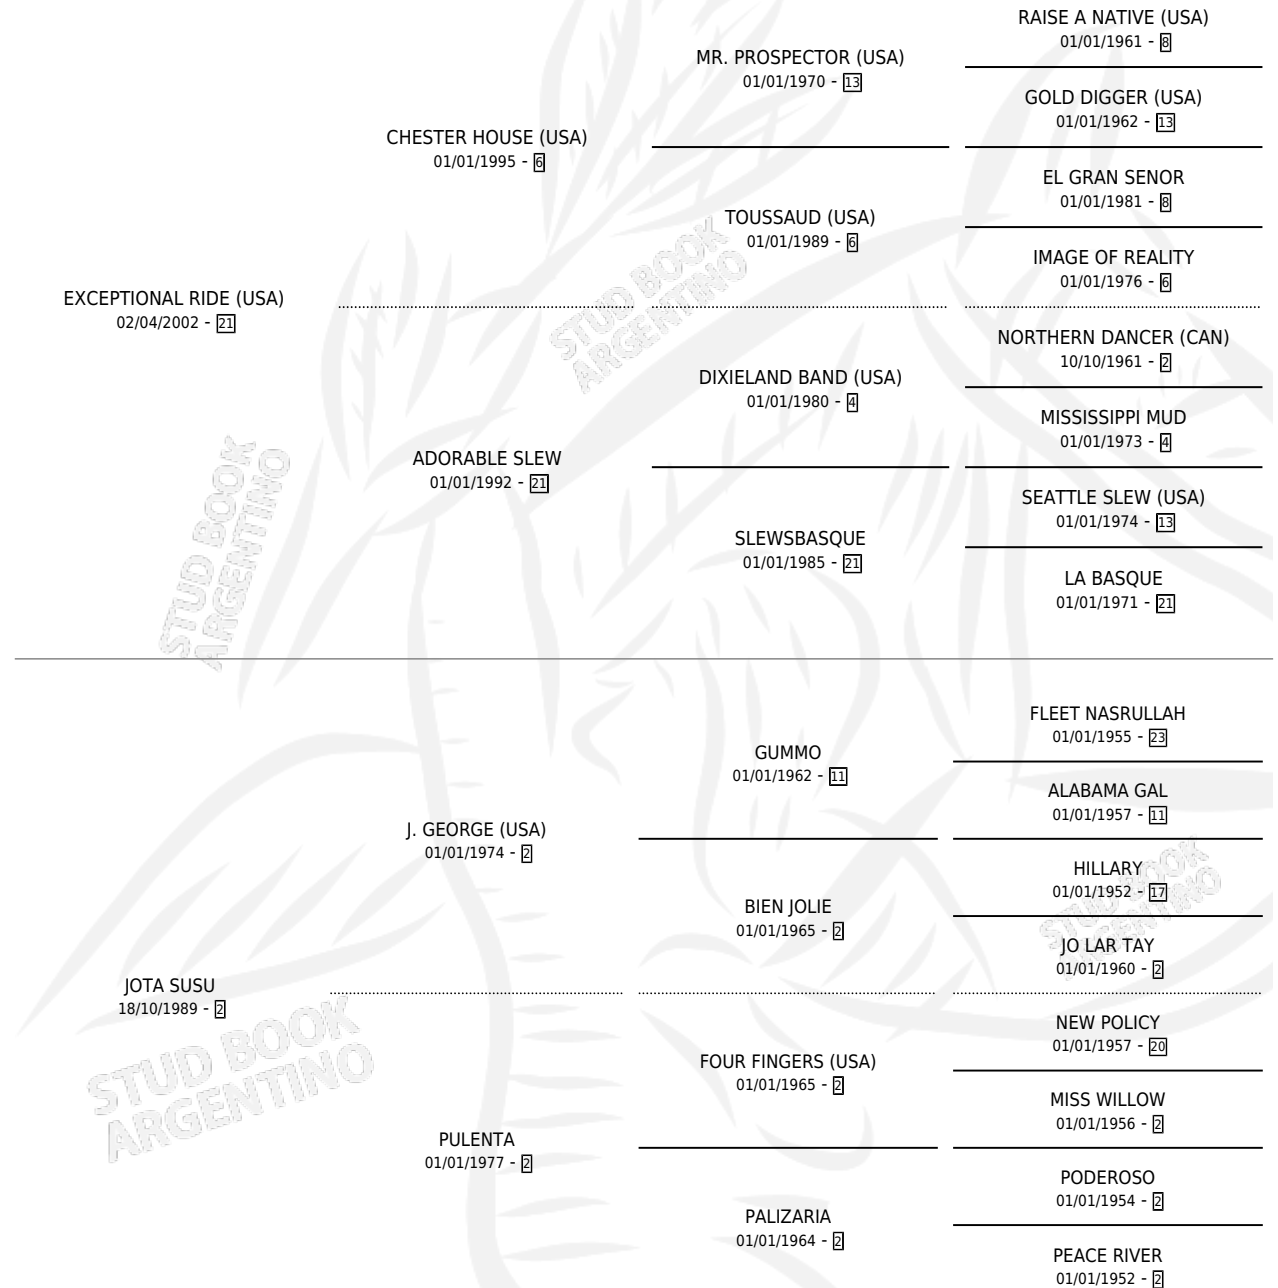 RAISE A NATIVE (USA)
01/01/1961 - 8
MR. PROSPECTOR (USA)
01/01/1970 - 13
GOLD DIGGER (USA)
01/01/1962 - 13
CHESTER HOUSE (USA)
01/01/1995 - 6
EL GRAN SENOR
01/01/1981 - 8
TOUSSAUD (USA)
01/01/1989 - 6
IMAGE OF REALITY
01/01/1976 - 6
EXCEPTIONAL RIDE (USA)
02/04/2002 - 21
STUD BOOK
ARGENTINO
NORTHERN DANCER (CAN)
10/10/1961 - 2
DIXIELAND BAND (USA)
01/01/1980 - 4
MISSISSIPPI MUD
01/01/1973 - 4
ADORABLE SLEW
01/01/1992 - 21
SEATTLE SLEW (USA)
01/01/1974 - 13
SLEWSBASQUE
01/01/1985 - 21
LA BASQUE
01/01/1971 - 21
STUD BOOK
ARGENTINO
FLEET NASRULLAH
01/01/1955 - 23
GUMMO
01/01/1962 - 11
ALABAMA GAL
01/01/1957 - 11
J. GEORGE (USA)
01/01/1974 - 2
HILLARY
01/01/1952 - 17
BIEN JOLIE
01/01/1965 - 2
JO LAR TAY
01/01/1960 - 2
STUD BOOK
ARGENTINO
JOTA SUSU
18/10/1989 - 2
NEW POLICY
01/01/1957 - 20
FOUR FINGERS (USA)
01/01/1965 - 2
MISS WILLOW
01/01/1956 - 2
STUD BOOK
ARGENTINO
PULENTA
01/01/1977 - 2
PODEROSO
01/01/1954 - 2
PALIZARIA
01/01/1964 - 2
PEACE RIVER
01/01/1952 - 2